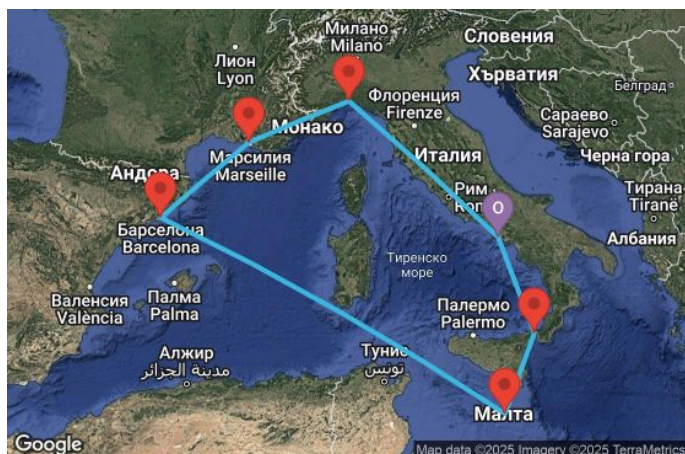 Милано
Milano
Словения
Лион
Lyon
Хърватия
Белград
Флоренция
Firenze
Монако
Сараево
Sarajevo
Марсилия
Marseille
Италия
Черна гора
Андора
Рим
Тирана
Tiranë
О
Барселона
Barcelona
Албания
Тиренско
море
Валенсия
València
Палма
Palma
Палермо
Palermo
Алжир
مدينة الجزائر
Тунис
تونس
Малта
Google
Map data ©2025 Imagery ©2025 TerraMetrics